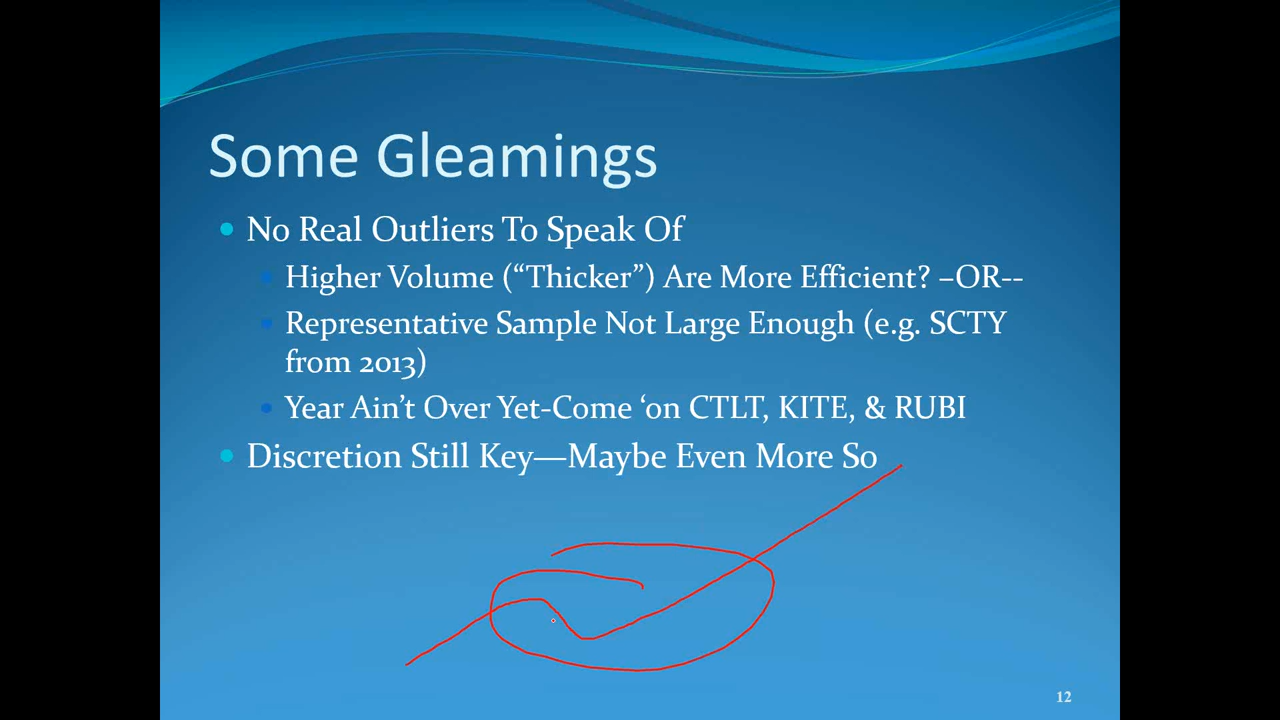 Some Gleamings
No Real Outliers To Speak Of
Higher Volume (“Thicker”) Are More Efficient? –OR--
Representative Sample Not Large Enough (e.g. SCTY
from 2013)
Year Ain’t Over Yet-Come ‘on CTLT, KITE, & RUBI
Discretion Still Key—Maybe Even More So
12